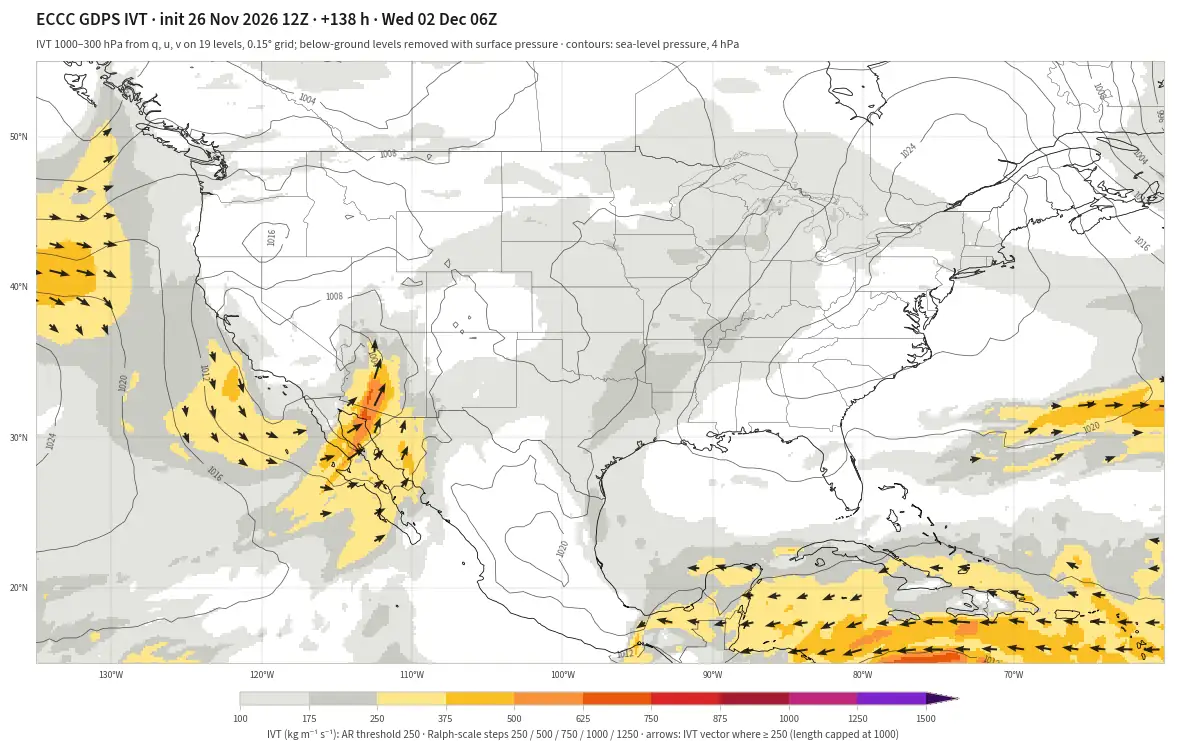 ECCC GDPS IVT · init 26 Nov 2026 12Z · +138 h · Wed 02 Dec 06Z
IVT 1000–300 hPa from q, u, v on 19 levels, 0.15° grid; below-ground levels removed with surface pressure · contours: sea-level pressure, 4 hPa
1004
1008
1008
1024
1004
1016
50°N
1008
1016
1016
40°N
1008
1020
1020
1024
30°N
1016
1020
20°N
1012
130°W 120°W 110°W 100°W 90°W 80°W 70°W
100 175 250 375 500 625 750 875 1000 1250 1500
IVT (kg m⁻¹ s⁻¹): AR threshold 250 · Ralph-scale steps 250 / 500 / 750 / 1000 / 1250 · arrows: IVT vector where ≥ 250 (length capped at 1000)